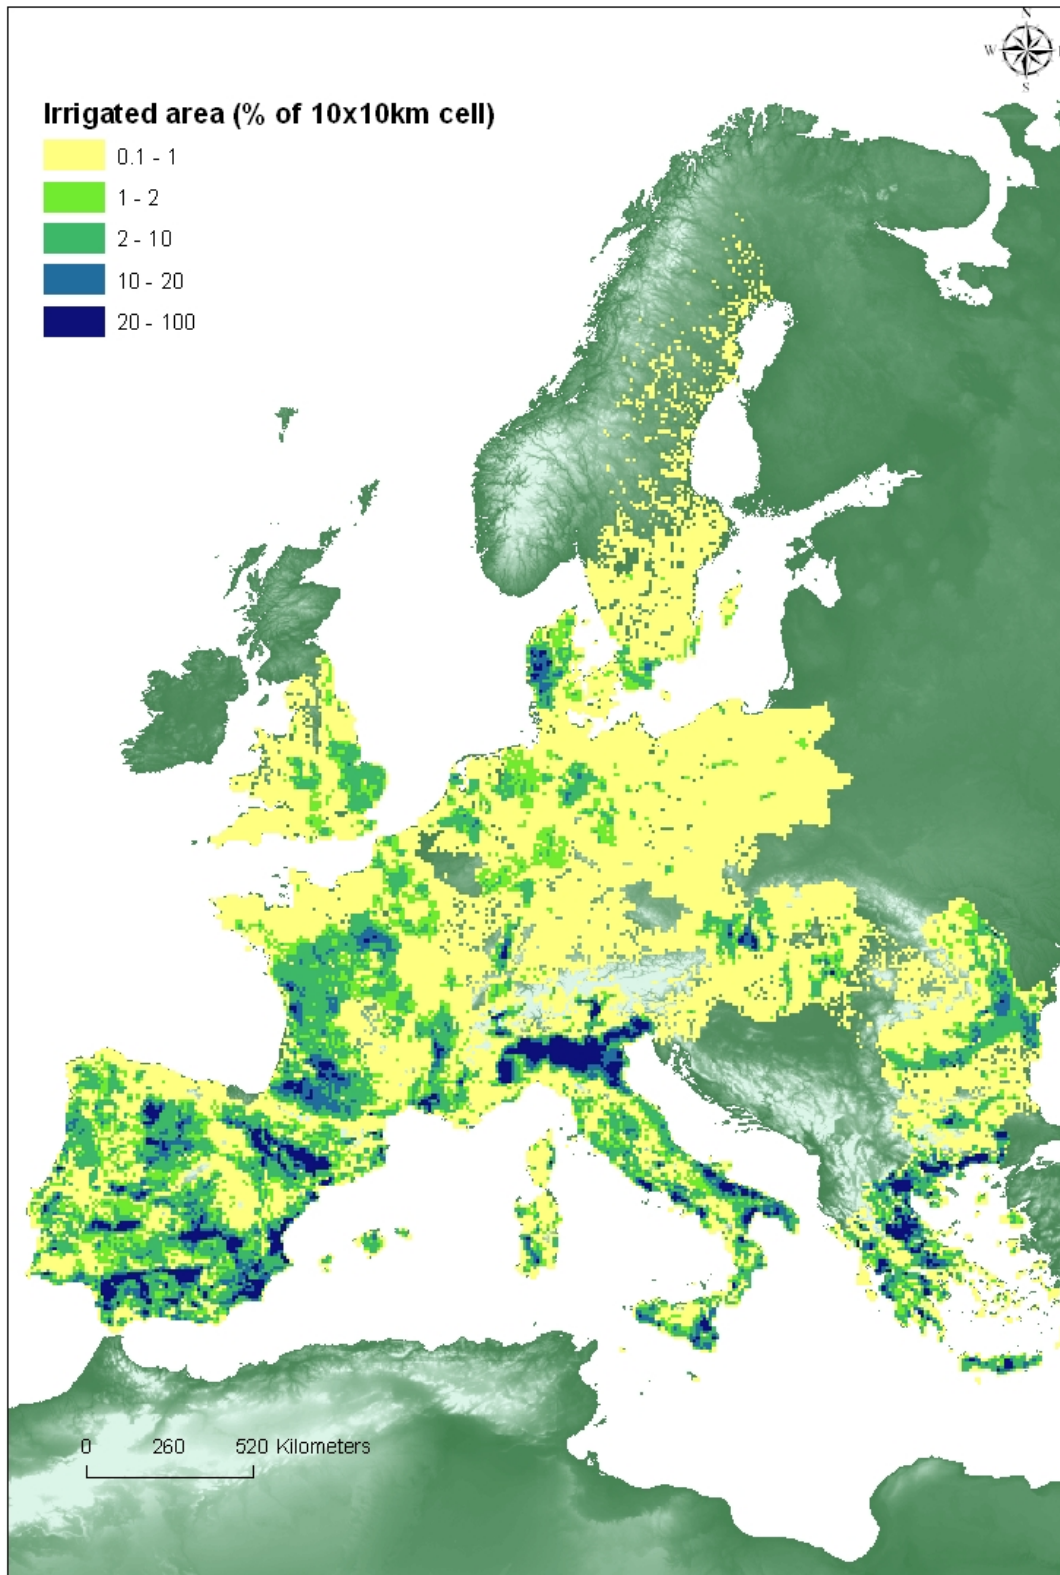 N
W
S
Irrigated area (% of 10x10km cell)
0.1 - 1
1 - 2
2 - 10
10 - 20
20 - 100
0 260 520 Kilometers